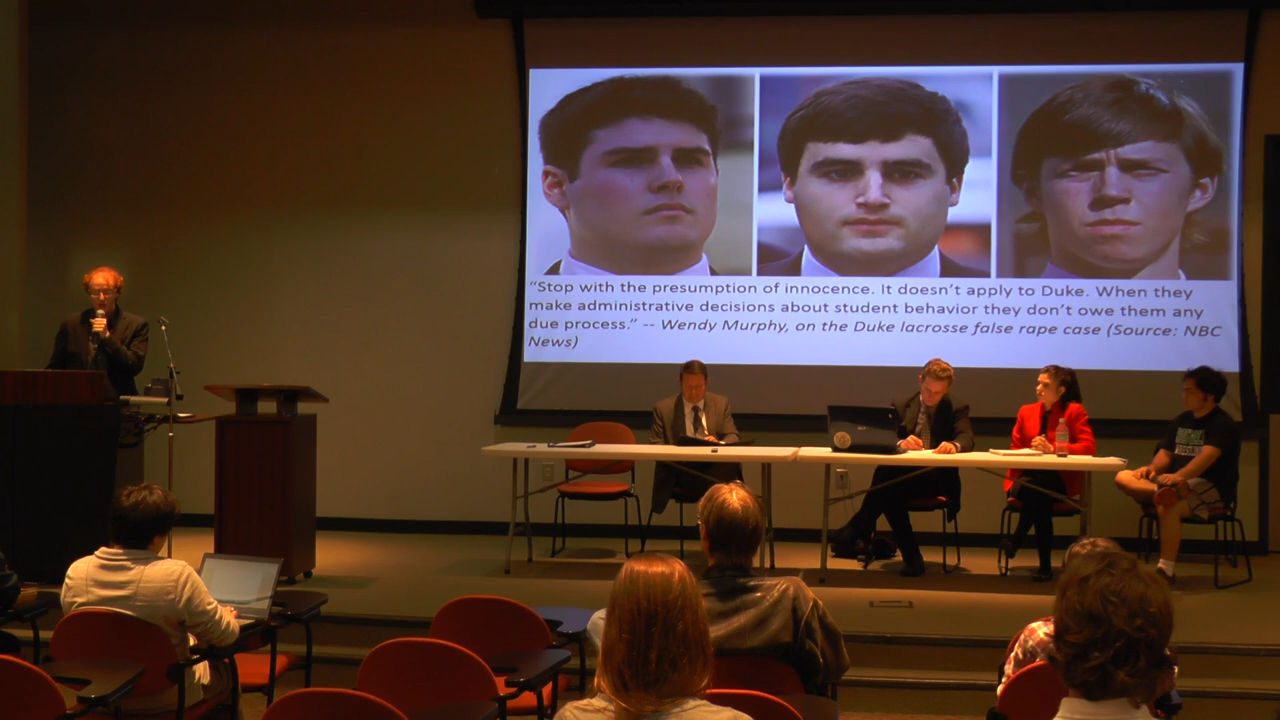 “Stop with the presumption of innocence. It doesn’t apply to Duke. When they
make administrative decisions about student behavior they don’t owe them any
due process.” -- Wendy Murphy, on the Duke lacrosse false rape case (Source: NBC
News)